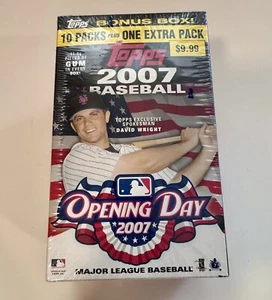 Topps BONUS BOX!
10 PACKS PLUS ONE EXTRA PACK
$9.99
Topps
GUM
2007
BASEBALL
TOPPS EXCLUSIVE
SPOKESMAN
DAVID WRIGHT
OPENING DAY
2007
MAJOR LEAGUE BASEBALL